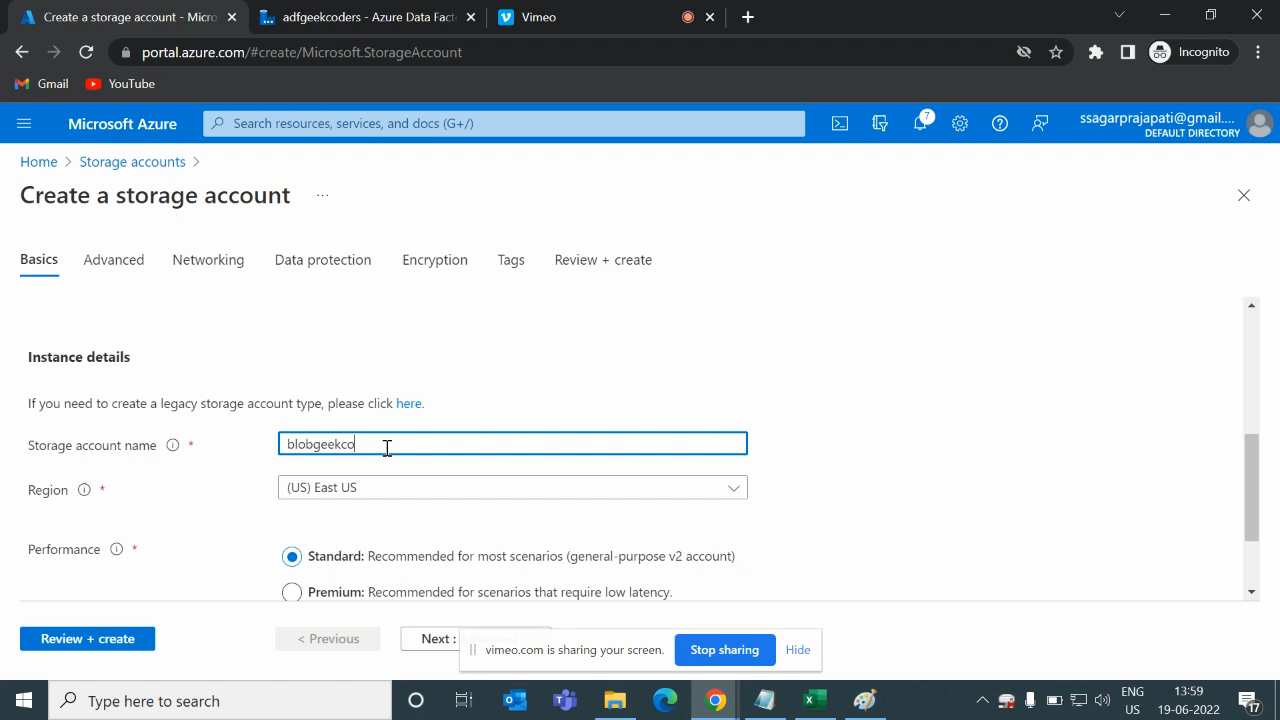 Create a storage account - Micro
adfgeekcoders - Azure Data Fact
Vimeo
portal.azure.com/#create/Microsoft.StorageAccount
Incognito
Gmail
YouTube
Microsoft Azure
Search resources, services, and docs (G+/)
7
ssagarprajapati@gmail....
DEFAULT DIRECTORY
Home > Storage accounts >
Create a storage account ...
Basics
Advanced
Networking
Data protection
Encryption
Tags
Review + create
Instance details
If you need to create a legacy storage account type, please click here.
Storage account name *
blobgeekco
Region *
(US) East US
Performance *
Standard: Recommended for most scenarios (general-purpose v2 account)
Premium: Recommended for scenarios that require low latency.
Review + create
< Previous
Next :
vimeo.com is sharing your screen.
Stop sharing
Hide
Type here to search
ENG
US
13:59
19-06-2022
17